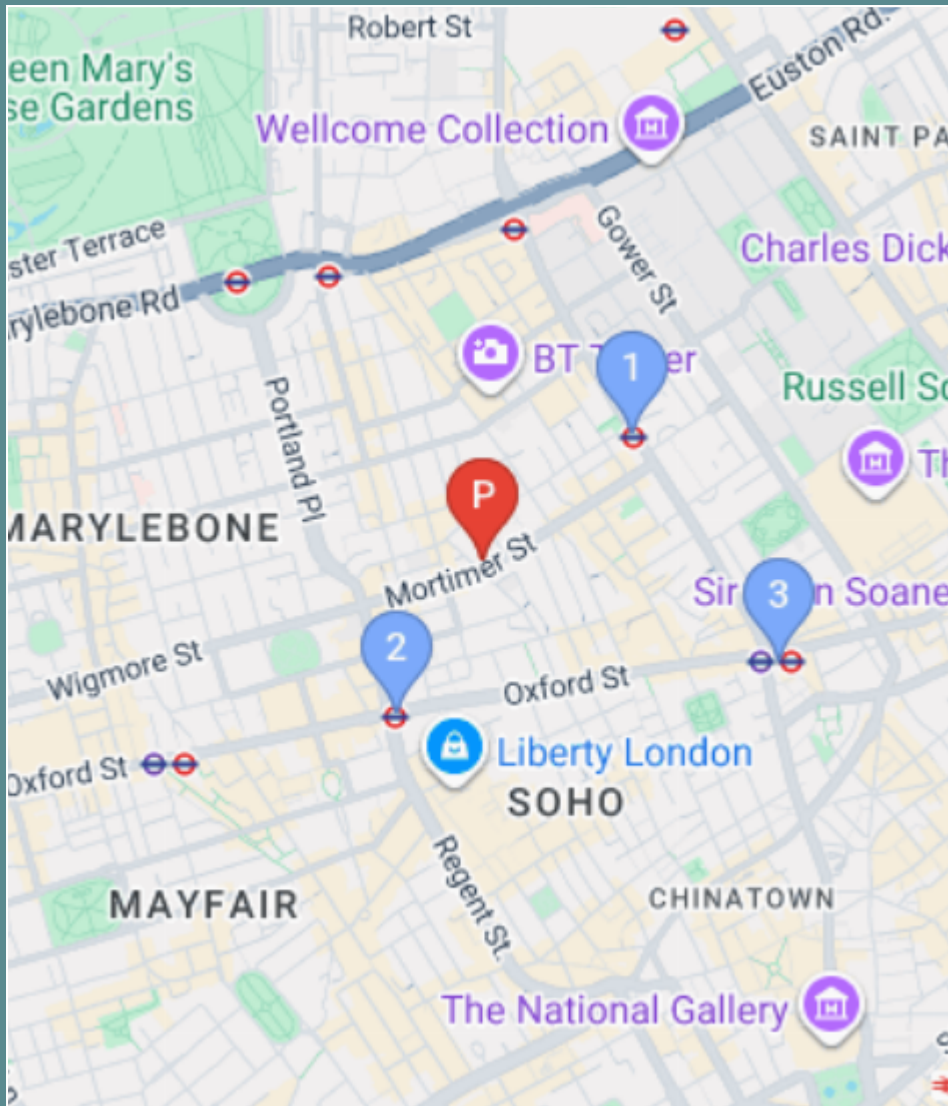 Robert St
Euston Rd.
een Mary's
se Gardens
Wellcome Collection
SAINT PA
Gower St
ster Terrace
Charles Dick
rylebone Rd
BT T er
1
Russell So
Portland Pl
Th
P
MARYLEBONE
Mortimer St
Sir n Soane
3
2
Wigmore St
Oxford St
Liberty London
Oxford St
SOHO
Regent St.
MAYFAIR
CHINATOWN
The National Gallery